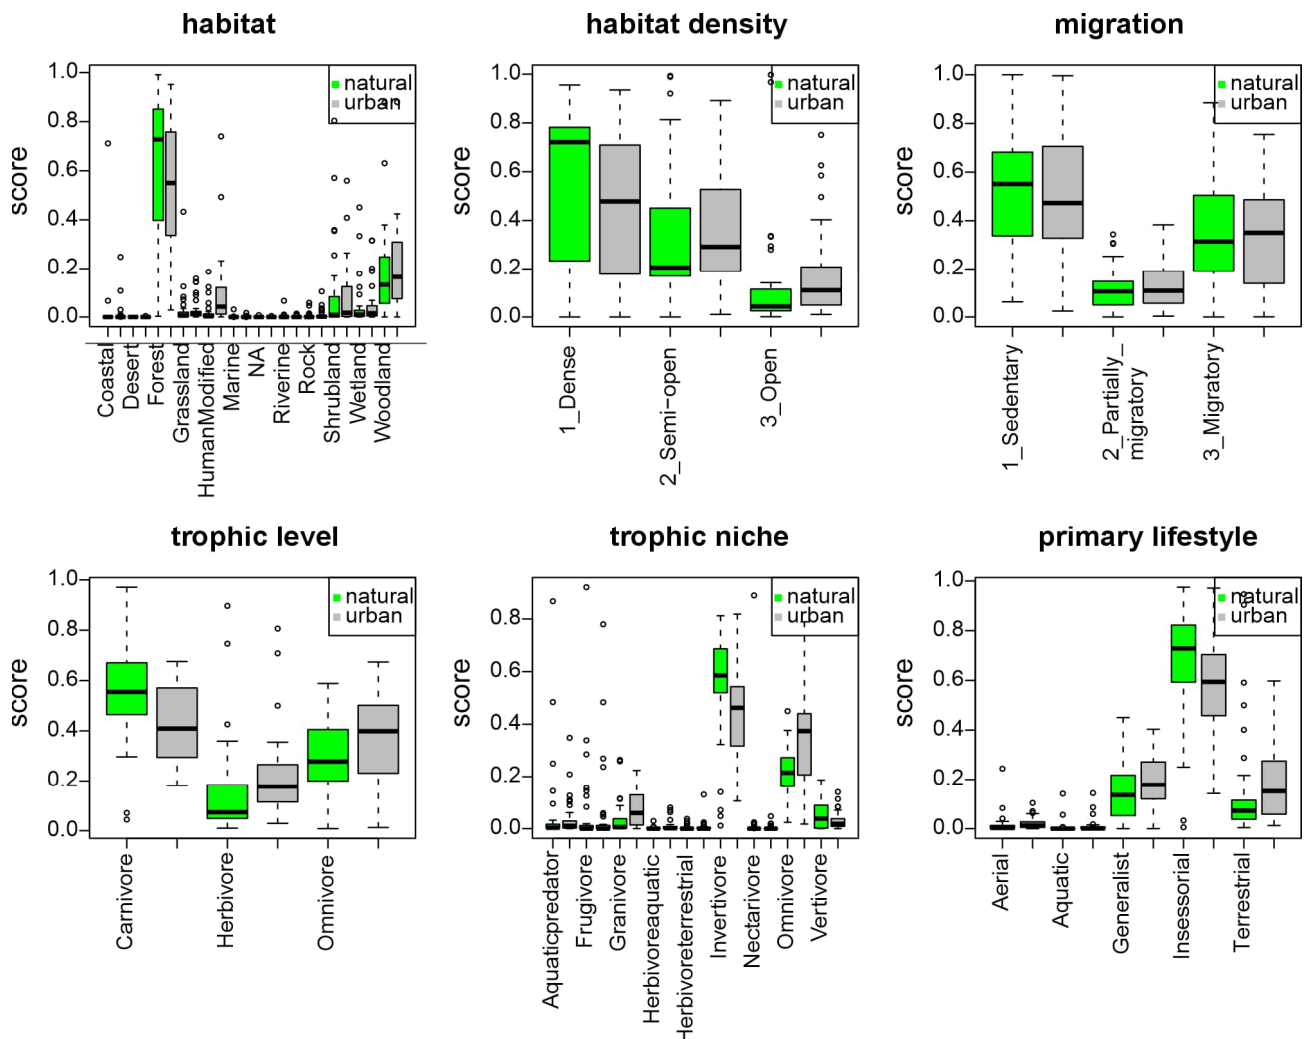 habitat
habitat density
migration
score
1.0
0.8
0.6
0.4
0.2
0.0
natural
urban
Coastal
Desert
Forest
Grassland
HumanModified
Marine
NA
Riverine
Rock
Shrubland
Wetland
Woodland
score
1.0
0.8
0.6
0.4
0.2
0.0
natural
urban
1_Dense
2_Semi-open
3_Open
score
1.0
0.8
0.6
0.4
0.2
0.0
natural
urban
1_Sedentary
2_Partially_
migratory
3_Migratory
trophic level
trophic niche
primary lifestyle
score
1.0
0.8
0.6
0.4
0.2
0.0
natural
urban
Carnivore
Herbivore
Omnivore
score
0.8
0.6
0.4
0.2
0.0
natural
urban
Aquaticpredator
Frugivore
Granivore
Herbivoreaquatic
Herbivoreterrestrial
Invertivore
Nectarivore
Omnivore
Vertivore
score
1.0
0.8
0.6
0.4
0.2
0.0
natural
urban
Aerial
Aquatic
Generalist
Insessorial
Terrestrial